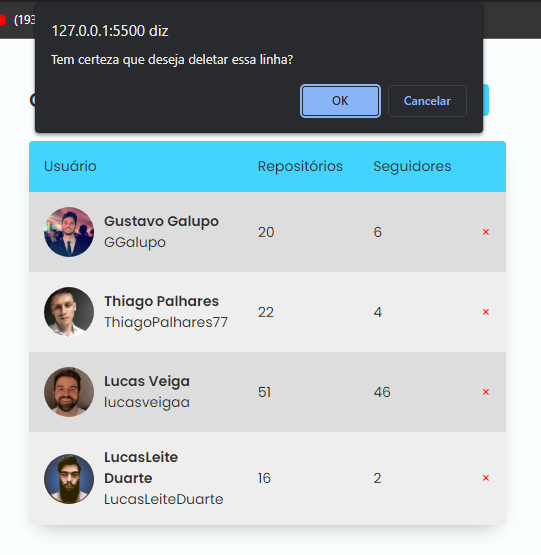 (193
127.0.0.1:5500 diz
Tem certeza que deseja deletar essa linha?
OK Cancelar
Usuário Repositórios Seguidores
Gustavo Galupo
GGalupo
20 6 ×
Thiago Palhares
ThiagoPalhares77
22 4 ×
Lucas Veiga
lucasveigaa
51 46 ×
LucasLeite
Duarte
LucasLeiteDuarte
16 2 ×